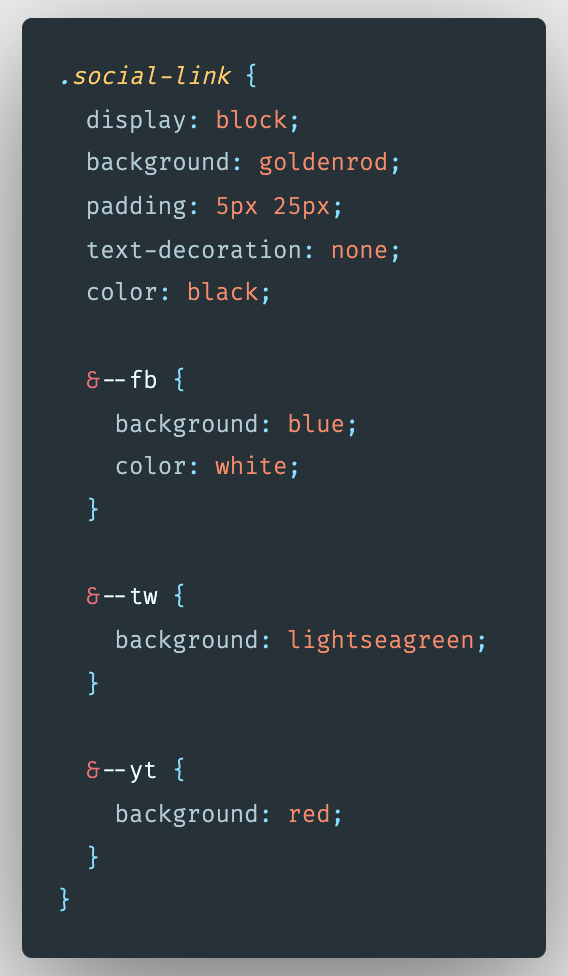 .social-link {
  display: block;
  background: goldenrod;
  padding: 5px 25px;
  text-decoration: none;
  color: black;

  &--fb {
    background: blue;
    color: white;
  }

  &--tw {
    background: lightseagreen;
  }

  &--yt {
    background: red;
  }
}